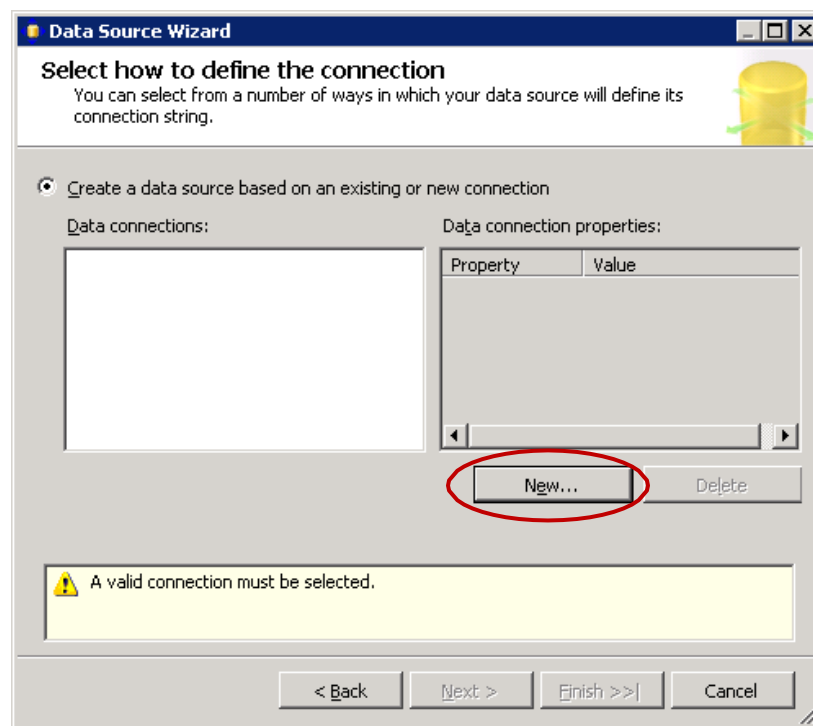 Data Source Wizard
Select how to define the connection
You can select from a number of ways in which your data source will define its
connection string.
Create a data source based on an existing or new connection
Data connections:
Data connection properties:
Property Value
New...
Delete
A valid connection must be selected.
< Back
Next >
Finish >>|
Cancel